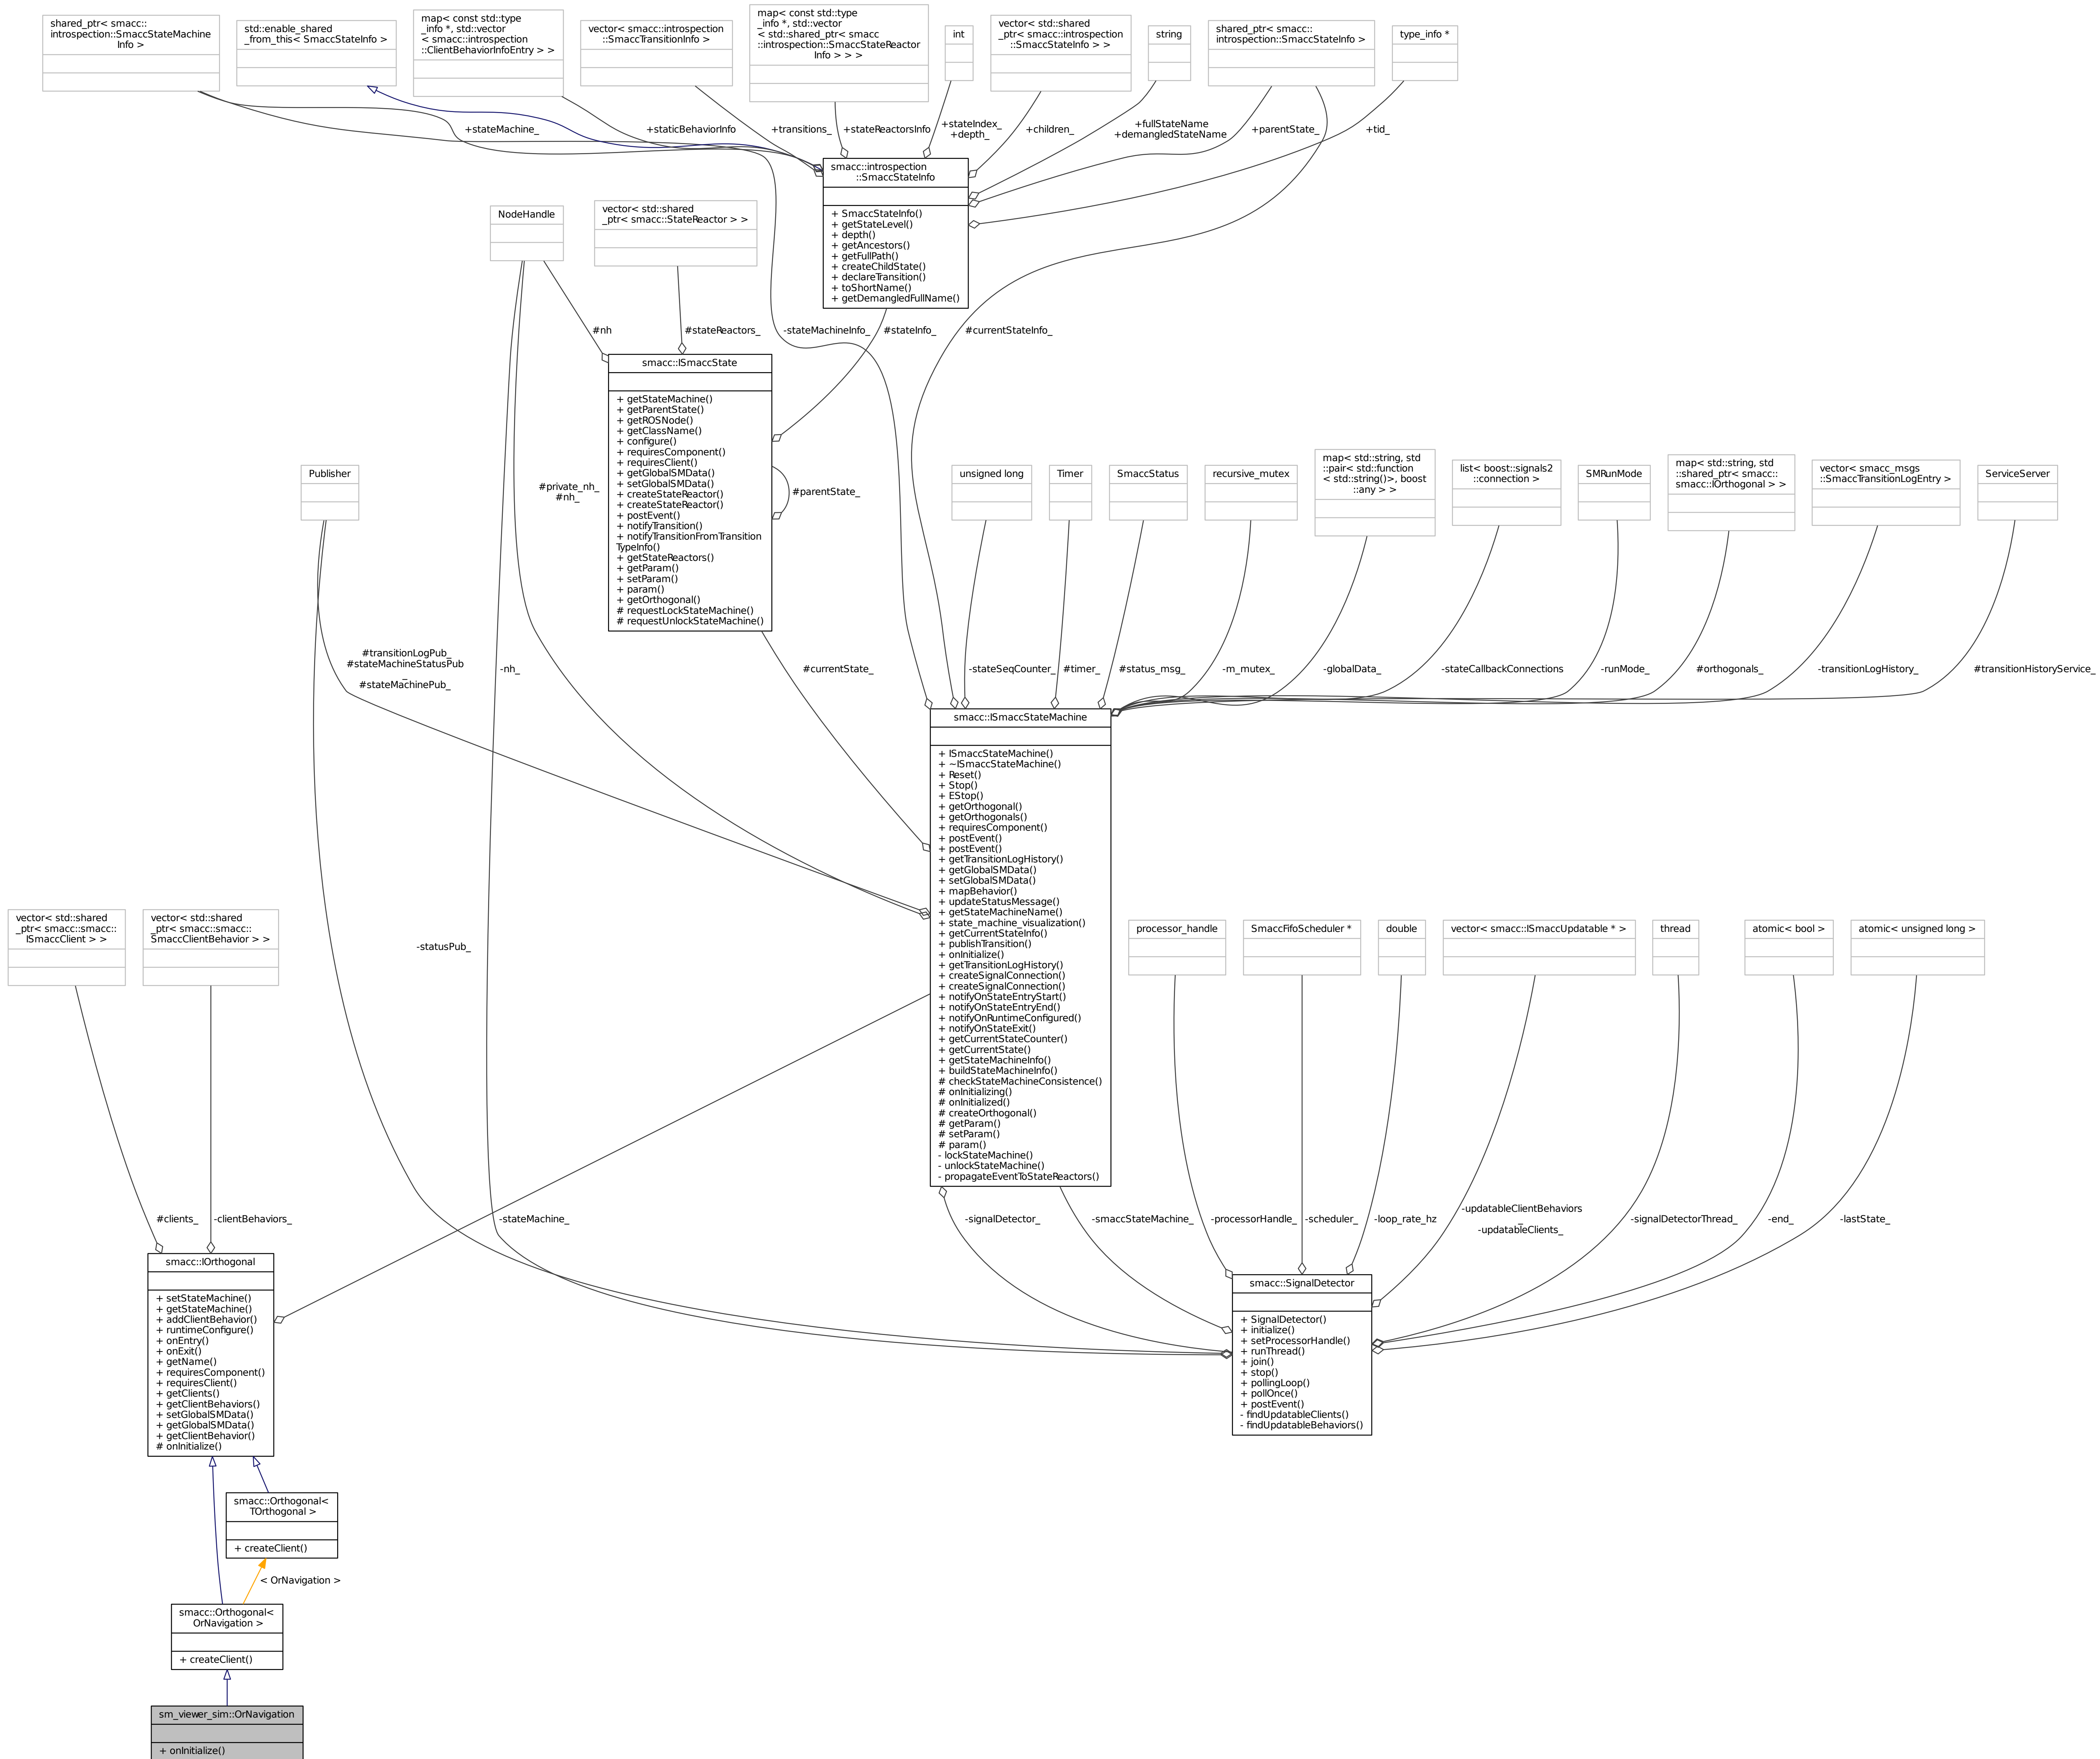 shared_ptr< smacc::
introspection::SmaccStateMachine
Info >
std::enable_shared
_from_this< SmaccStateInfo >
map< const std::type
_info *, std::vector
< smacc::introspection
::ClientBehaviorInfoEntry > >
vector< smacc::introspection
::SmaccTransitionInfo >
map< const std::type
_info *, std::vector
< std::shared_ptr< smacc
::introspection::SmaccStateReactor
Info > > >
int
vector< std::shared
_ptr< smacc::introspection
::SmaccStateInfo > >
string
shared_ptr< smacc::
introspection::SmaccStateInfo >
type_info *
+stateMachine_
+staticBehaviorInfo
+transitions_
+stateReactorsInfo
+stateIndex_
+depth_
+children_
+fullStateName
+demangledStateName
+parentState_
+tid_
smacc::introspection
::SmaccStateInfo
+ SmaccStateInfo()
+ getStateLevel()
+ depth()
+ getAncestors()
+ getFullPath()
+ createChildState()
+ declareTransition()
+ toShortName()
+ getDemangledFullName()
NodeHandle
vector< std::shared
_ptr< smacc::StateReactor > >
#nh
#stateReactors_
-stateMachineInfo_
#stateInfo_
#currentStateInfo_
smacc::ISmaccState
+ getStateMachine()
+ getParentState()
+ getROSNode()
+ getClassName()
+ configure()
+ requiresComponent()
+ requiresClient()
+ getGlobalSMData()
+ setGlobalSMData()
+ createStateReactor()
+ createStateReactor()
+ postEvent()
+ notifyTransition()
+ notifyTransitionFromTransition
TypeInfo()
+ getStateReactors()
+ getParam()
+ setParam()
+ param()
+ getOrthogonal()
# requestLockStateMachine()
# requestUnlockStateMachine()
#parentState_
Publisher
#private_nh_
#nh_
unsigned long
Timer
SmaccStatus
recursive_mutex
map< std::string, std
::pair< std::function
< std::string()>, boost
::any > >
list< boost::signals2
::connection >
SMRunMode
map< std::string, std
::shared_ptr< smacc::
smacc::IOrthogonal > >
vector< smacc_msgs
::SmaccTransitionLogEntry >
ServiceServer
#transitionLogPub_
#stateMachineStatusPub
_
#stateMachinePub_
-nh_
#currentState_
-stateSeqCounter_
#timer_
#status_msg_
-m_mutex_
-globalData_
-stateCallbackConnections
-runMode_
#orthogonals_
-transitionLogHistory_
#transitionHistoryService_
smacc::ISmaccStateMachine
+ ISmaccStateMachine()
+ ~ISmaccStateMachine()
+ Reset()
+ Stop()
+ EStop()
+ getOrthogonal()
+ getOrthogonals()
+ requiresComponent()
+ postEvent()
+ postEvent()
+ getTransitionLogHistory()
+ getGlobalSMData()
+ setGlobalSMData()
+ mapBehavior()
+ updateStatusMessage()
+ getStateMachineName()
+ state_machine_visualization()
+ getCurrentStateInfo()
+ publishTransition()
+ onInitialize()
+ getTransitionLogHistory()
+ createSignalConnection()
+ createSignalConnection()
+ notifyOnStateEntryStart()
+ notifyOnStateEntryEnd()
+ notifyOnRuntimeConfigured()
+ notifyOnStateExit()
+ getCurrentStateCounter()
+ getCurrentState()
+ getStateMachineInfo()
+ buildStateMachineInfo()
# checkStateMachineConsistence()
# onInitializing()
# onInitialized()
# createOrthogonal()
# getParam()
# setParam()
# param()
- lockStateMachine()
- unlockStateMachine()
- propagateEventToStateReactors()
vector< std::shared
_ptr< smacc::smacc::
ISmaccClient > >
vector< std::shared
_ptr< smacc::smacc::
SmaccClientBehavior > >
-statusPub_
processor_handle
SmaccFifoScheduler *
double
vector< smacc::ISmaccUpdatable * >
thread
atomic< bool >
atomic< unsigned long >
#clients_
-clientBehaviors_
-stateMachine_
-signalDetector_
-smaccStateMachine_
-processorHandle_
-scheduler_
-loop_rate_hz
-updatableClientBehaviors
_
-updatableClients_
-signalDetectorThread_
-end_
-lastState_
smacc::IOrthogonal
+ setStateMachine()
+ getStateMachine()
+ addClientBehavior()
+ runtimeConfigure()
+ onEntry()
+ onExit()
+ getName()
+ requiresComponent()
+ requiresClient()
+ getClients()
+ getClientBehaviors()
+ setGlobalSMData()
+ getGlobalSMData()
+ getClientBehavior()
# onInitialize()
smacc::SignalDetector
+ SignalDetector()
+ initialize()
+ setProcessorHandle()
+ runThread()
+ join()
+ stop()
+ pollingLoop()
+ pollOnce()
+ postEvent()
- findUpdatableClients()
- findUpdatableBehaviors()
smacc::Orthogonal<
TOrthogonal >
+ createClient()
< OrNavigation >
smacc::Orthogonal<
OrNavigation >
+ createClient()
sm_viewer_sim::OrNavigation
+ onInitialize()